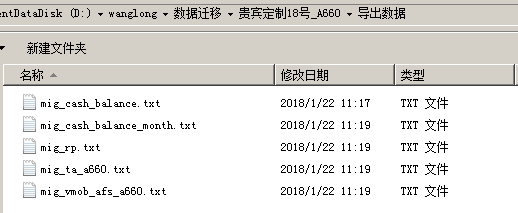 entDataDisk (D:) ▾ wanglong ▾ 数据迁移 ▾ 贵宾定制18号_A660 ▾ 导出数据
新建文件夹
名称 修改日期 类型
mig_cash_balance.txt 2018/1/22 11:17 TXT 文件
mig_cash_balance_month.txt 2018/1/22 11:19 TXT 文件
mig_rp.txt 2018/1/22 11:19 TXT 文件
mig_ta_a660.txt 2018/1/22 11:19 TXT 文件
mig_vmob_afs_a660.txt 2018/1/22 11:19 TXT 文件